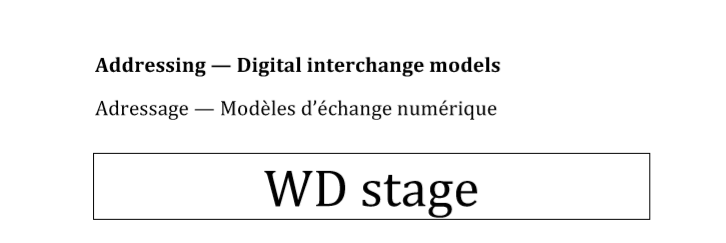 Addressing — Digital interchange models
Adressage — Modèles d’échange numérique
WD stage